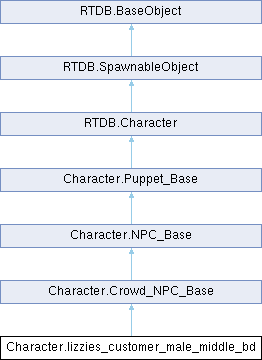 RTDB.BaseObject
RTDB.SpawnableObject
RTDB.Character
Character.Puppet_Base
Character.NPC_Base
Character.Crowd_NPC_Base
Character.lizzies_customer_male_middle_bd